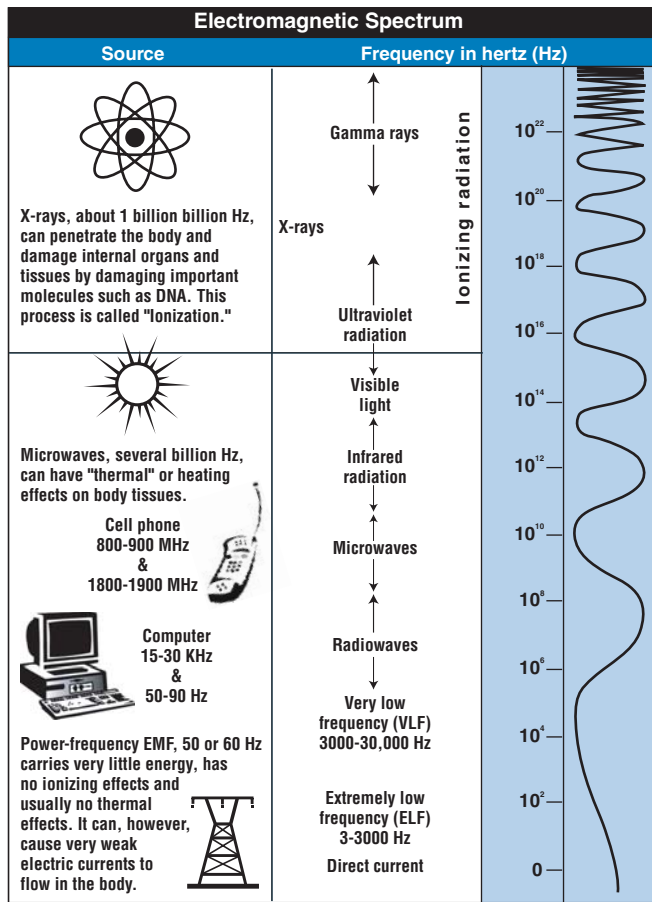 Electromagnetic Spectrum
Source
Frequency in hertz (Hz)
X-rays, about 1 billion billion Hz,
can penetrate the body and
damage internal organs and
tissues by damaging important
molecules such as DNA. This
process is called "Ionization."
Microwaves, several billion Hz,
can have "thermal" or heating
effects on body tissues.
Cell phone
800-900 MHz
&
1800-1900 MHz
Computer
15-30 KHz
&
50-90 Hz
Power-frequency EMF, 50 or 60 Hz
carries very little energy, has
no ionizing effects and
usually no thermal
effects. It can, however,
cause very weak
electric currents to
flow in the body.
Gamma rays
X-rays
Ultraviolet
radiation
Visible
light
Infrared
radiation
Microwaves
Radiowaves
Very low
frequency (VLF)
3000-30,000 Hz
Extremely low
frequency (ELF)
3-3000 Hz
Direct current
Ionizing radiation
10²²
10²⁰
10¹⁸
10¹⁶
10¹⁴
10¹²
10¹⁰
10⁸
10⁶
10⁴
10²
0